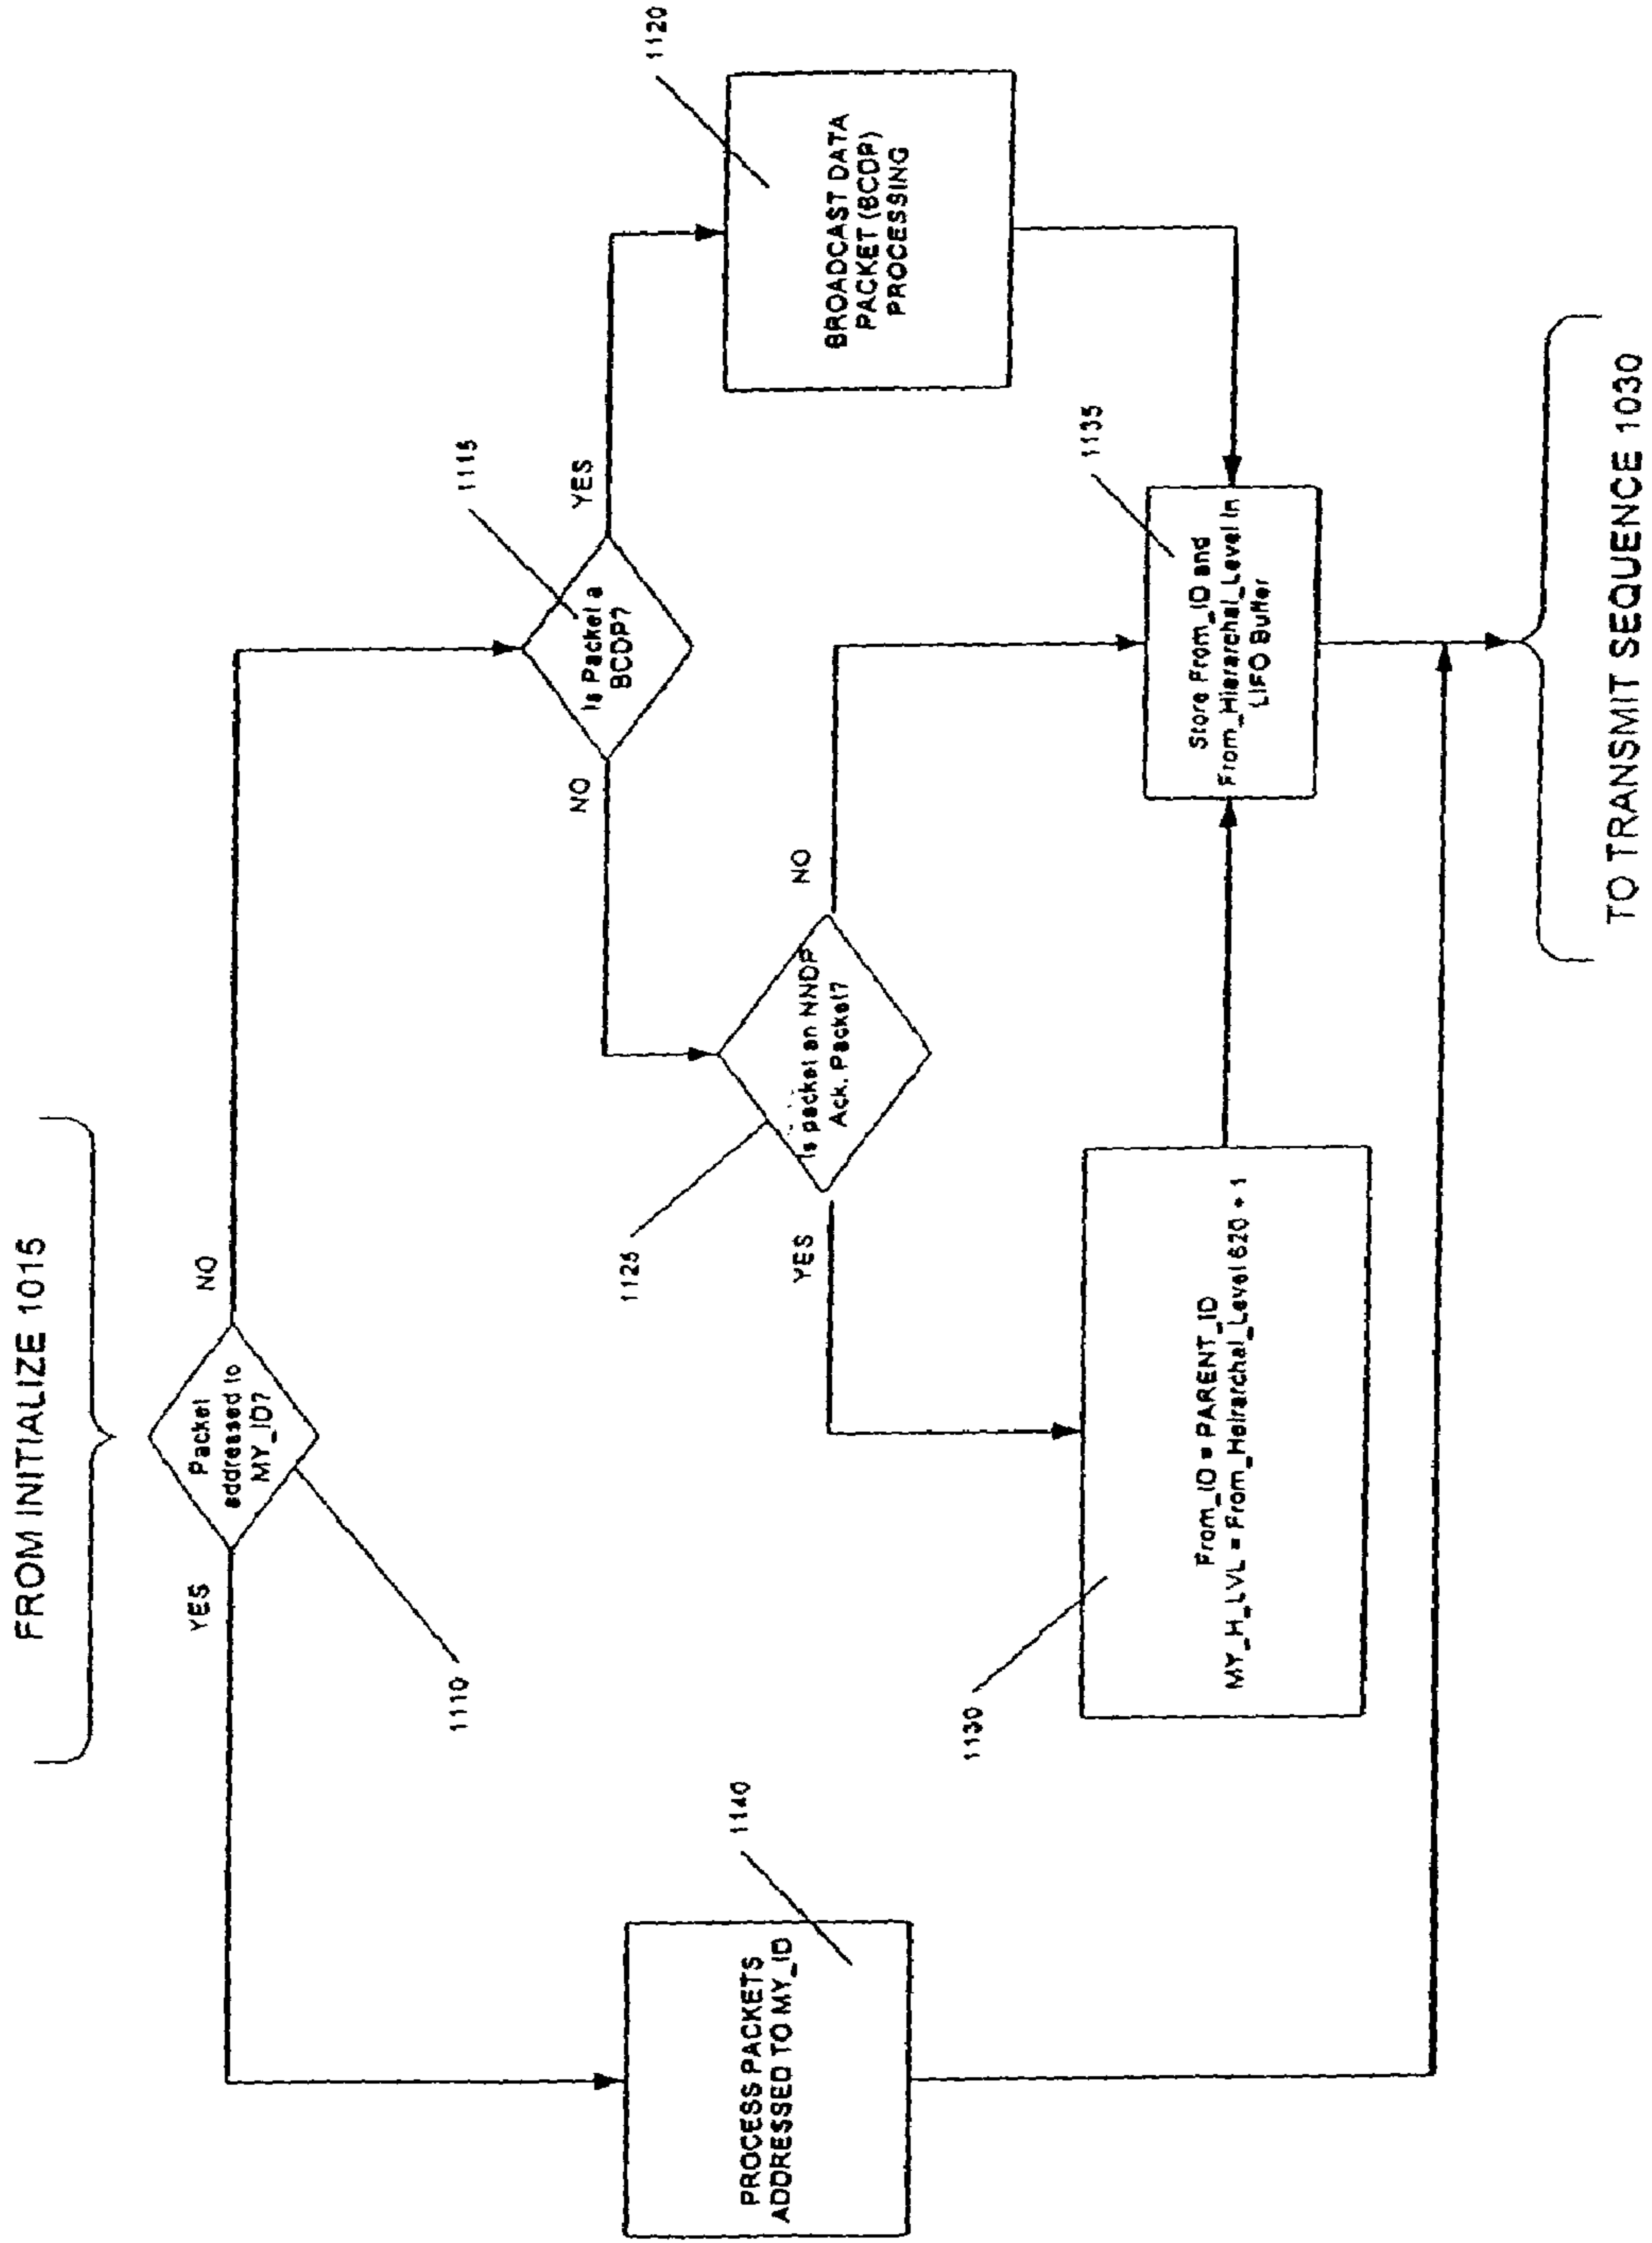 FROM INITIALIZE 1015
Packet
addressed to
MY_ID?
YES
NO
1110
Is Packet a
BCDP?
1115
NO
YES
BROADCAST DATA
PACKET (BCDP)
PROCESSING
1120
Is packet an NNDP
Ack. Packet?
1125
YES
NO
PROCESS PACKETS
ADDRESSED TO MY_ID
1140
From_ID = PARENT_ID
MY_H_LVL = From_Heirarchal_Level 620 + 1
1130
Store From_ID and
From_Hierarchal_Level In
LIFO Buffer
1135
TO TRANSMIT SEQUENCE 1030